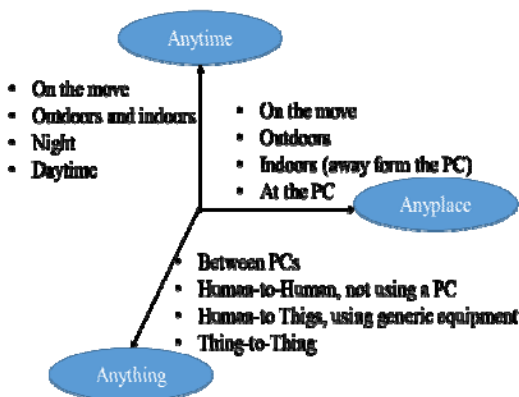 Anytime
• On the move
• Outdoors and indoors
• Night
• Daytime
• On the move
• Outdoors
• Indoors (away form the PC)
• At the PC
Anyplace
• Between PCs
• Human-to-Human, not using a PC
• Human-to Thigs, using generic equipment
• Thing-to-Thing
Anything